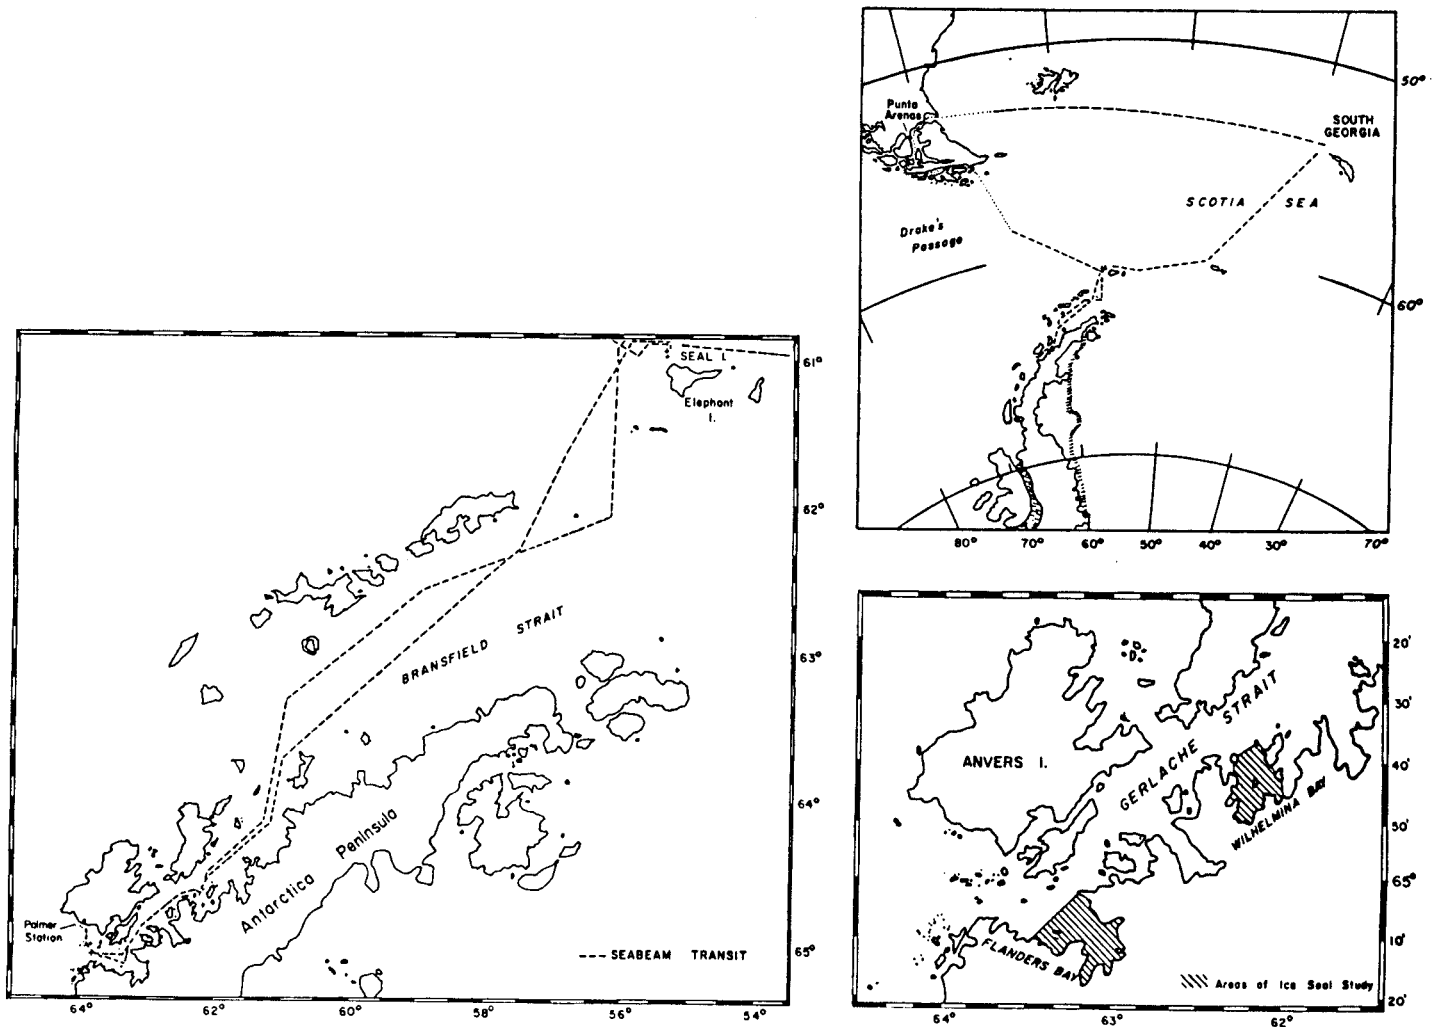 50°
Punta
Arenas
SOUTH
GEORGIA
SCOTIA SEA
Drake's
Passage
60°
80° 70° 60° 50° 40° 30° 70°
SEAL I.
61°
Elephant
I.
62°
BRANSFIELD STRAIT
63°
64°
Antarctica Peninsula
Palmer
Station
--- SEABEAM TRANSIT
65°
64° 62° 60° 58° 56° 54°
20'
30'
STRAIT
GERLACHE
ANVERS I.
40'
WILHELMINA BAY
50'
65°
FLANDERS BAY
10'
Areas of Ice Seal Study
20'
64° 63° 62°